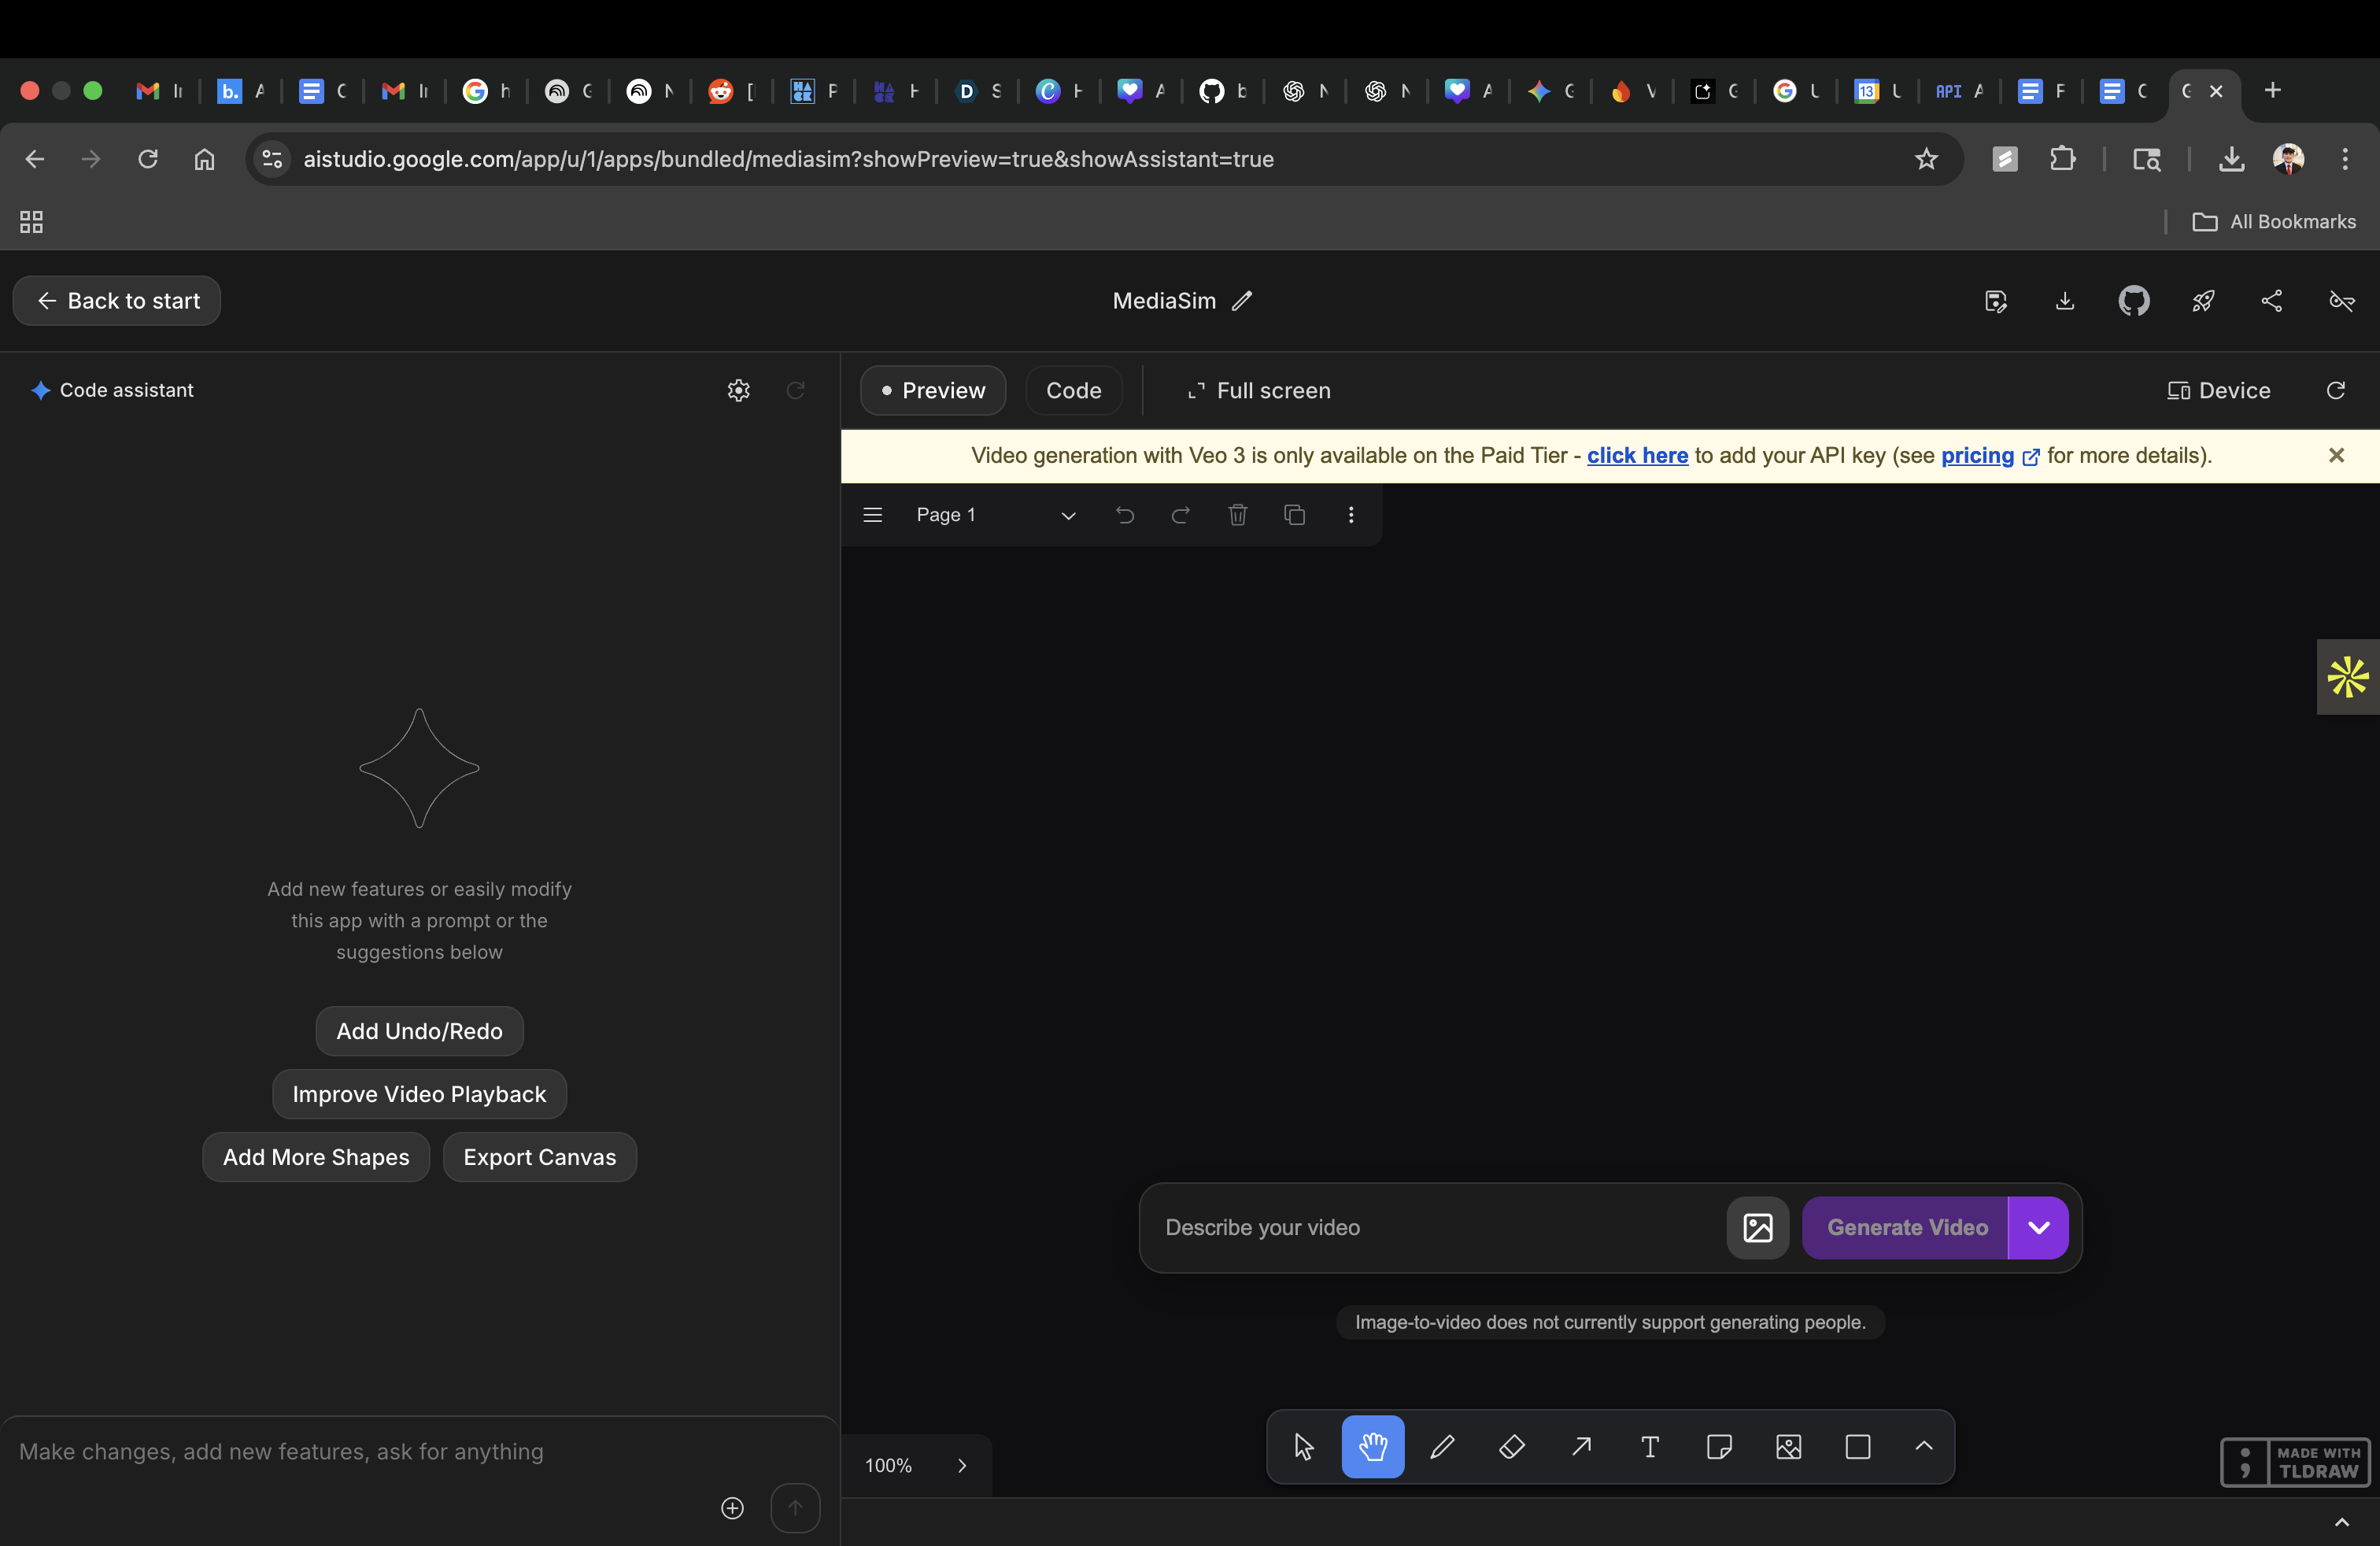 aistudio.google.com/app/u/1/apps/bundled/mediasim?showPreview=true&showAssistant=true
All Bookmarks
Back to start
MediaSim
Code assistant
Preview
Code
Full screen
Device
Video generation with Veo 3 is only available on the Paid Tier - click here to add your API key (see pricing for more details).
Page 1
Add new features or easily modify
this app with a prompt or the
suggestions below
Add Undo/Redo
Improve Video Playback
Add More Shapes
Export Canvas
Describe your video
Generate Video
Image-to-video does not currently support generating people.
Make changes, add new features, ask for anything
100%
MADE WITH
TLDRAW